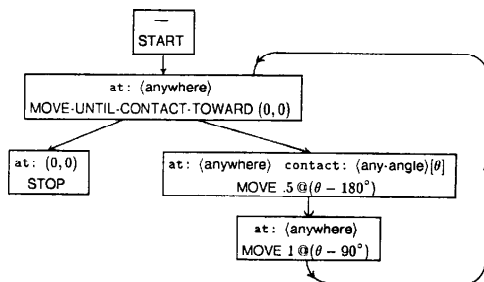 —
START
at: ⟨anywhere⟩
MOVE-UNTIL-CONTACT-TOWARD (0,0)
at: (0,0)
STOP
at: ⟨anywhere⟩ contact: ⟨any-angle⟩[θ]
MOVE .5@(θ − 180°)
at: ⟨anywhere⟩
MOVE 1@(θ − 90°)